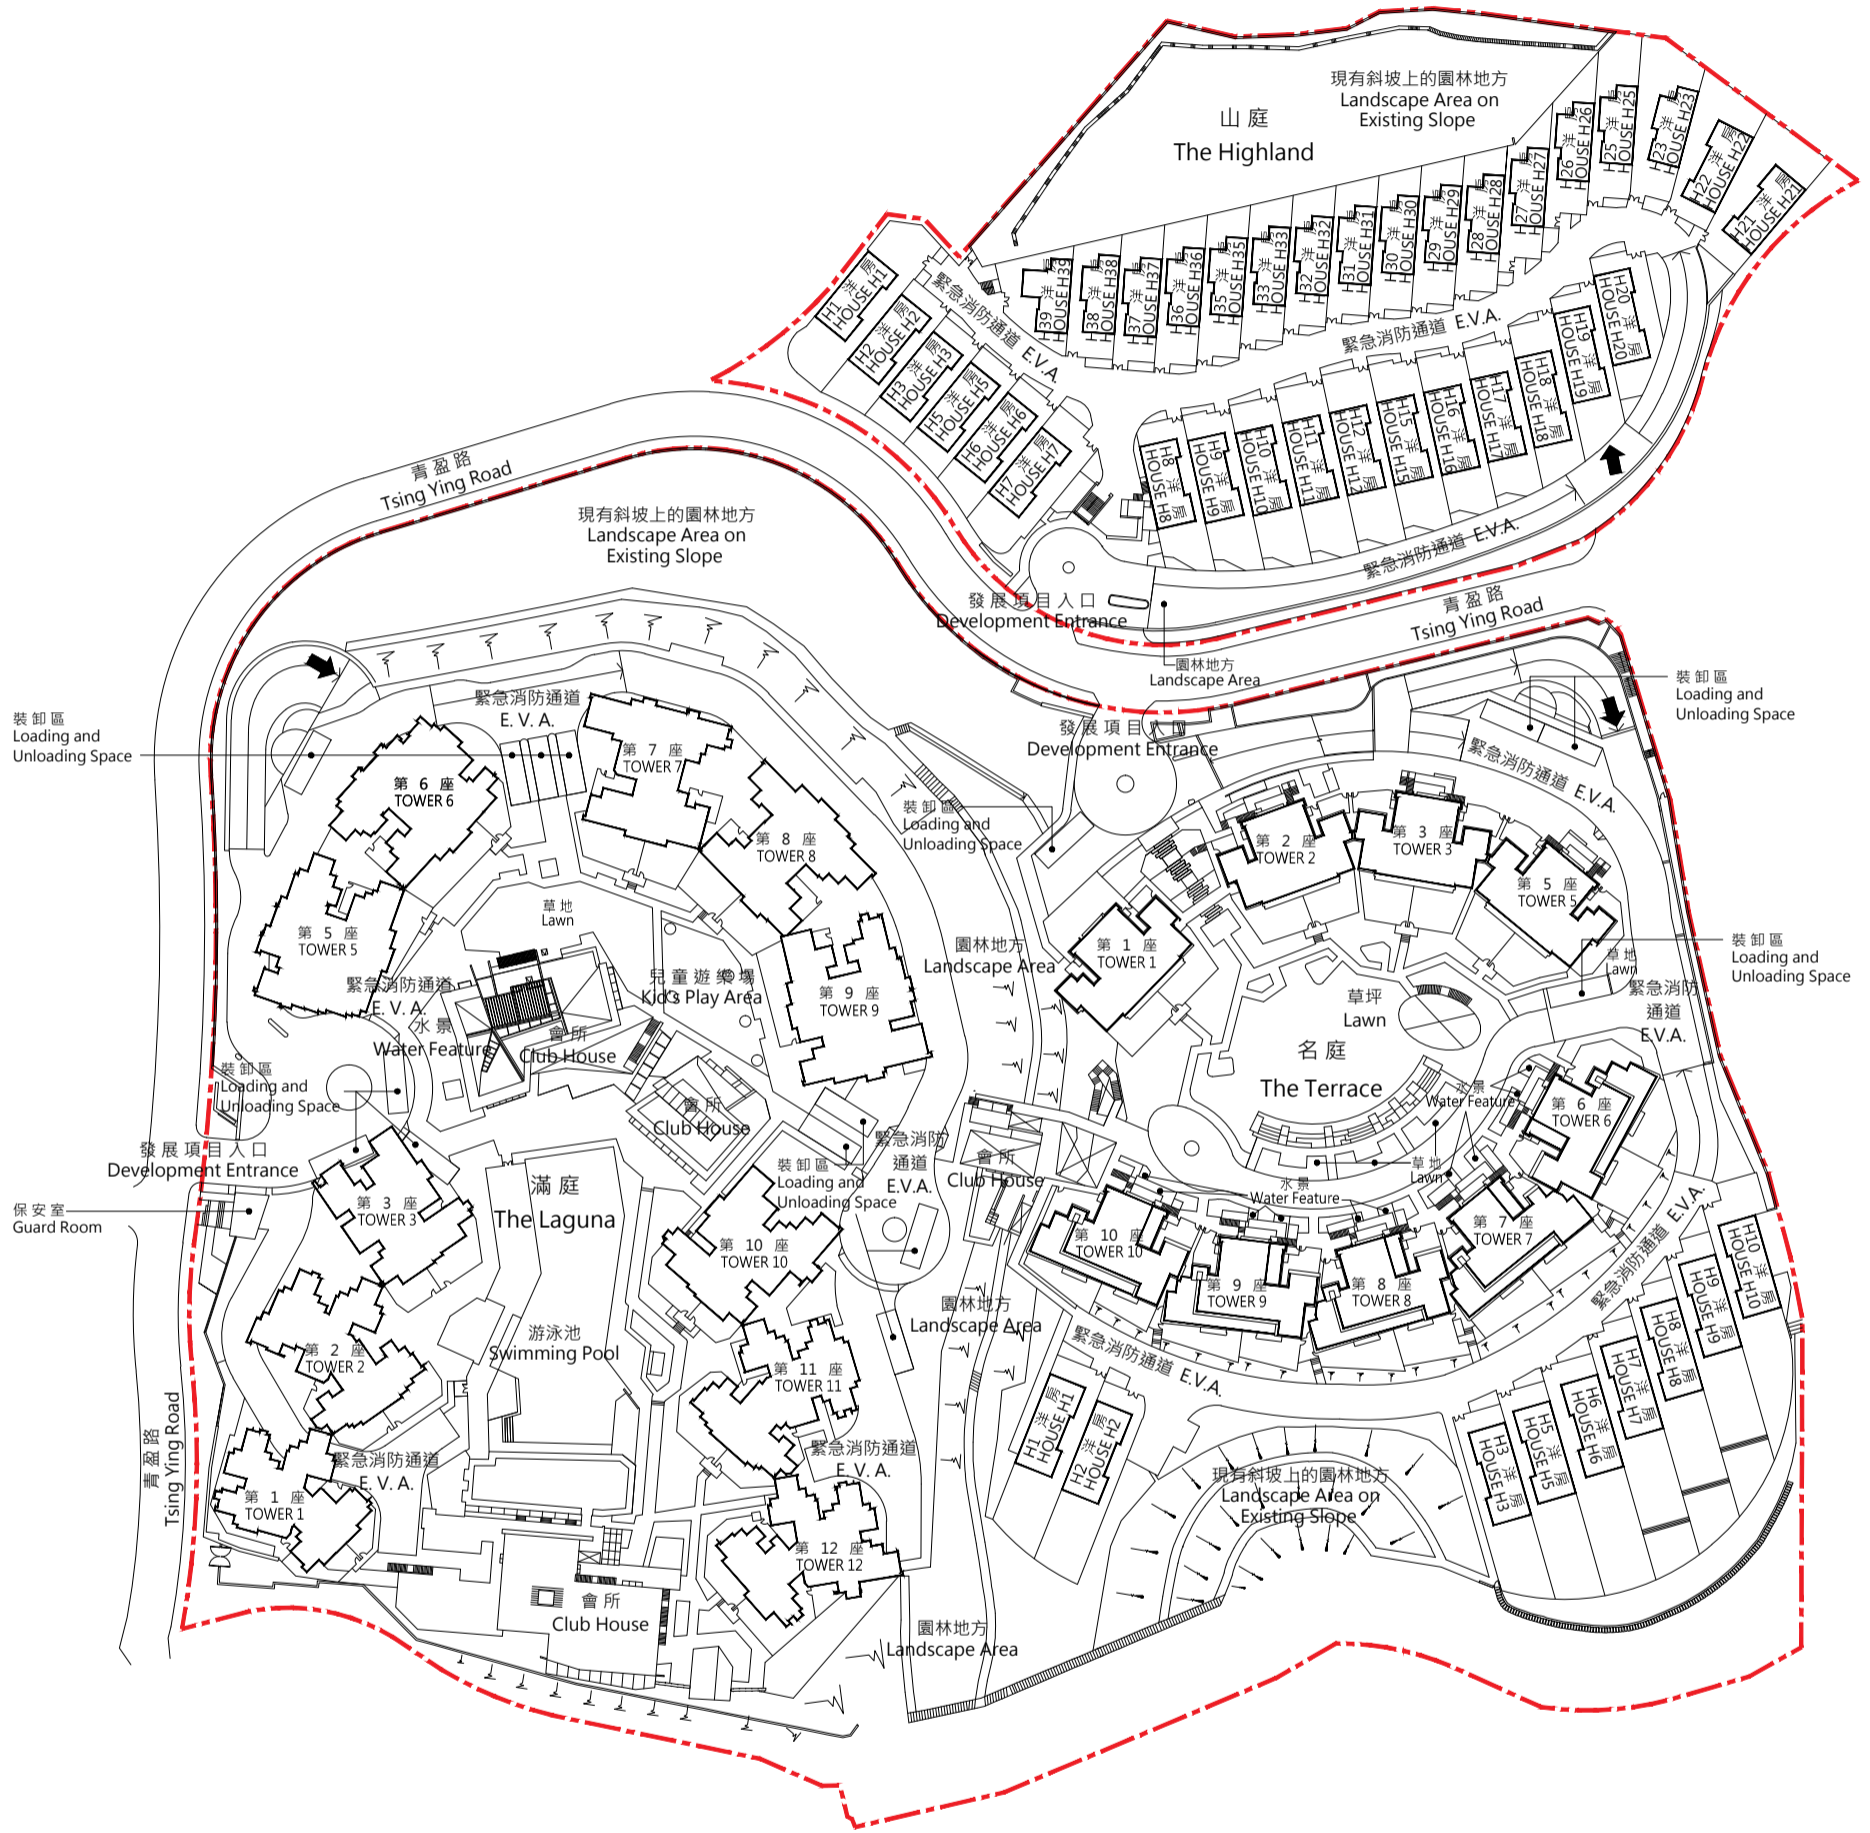 現有斜坡上的園林地方
Landscape Area on
Existing Slope
山庭
The Highland
H1 洋房
HOUSE H1
H2 洋房
HOUSE H2
H3 洋房
HOUSE H3
H5 洋房
HOUSE H5
H6 洋房
HOUSE H6
H7 洋房
HOUSE H7
H8 洋房
HOUSE H8
H9 洋房
HOUSE H9
H10 洋房
HOUSE H10
H11 洋房
HOUSE H11
H12 洋房
HOUSE H12
H15 洋房
HOUSE H15
H16 洋房
HOUSE H16
H17 洋房
HOUSE H17
H18 洋房
HOUSE H18
H19 洋房
HOUSE H19
H20 洋房
HOUSE H20
H21 洋房
HOUSE H21
H22 洋房
HOUSE H22
H23 洋房
HOUSE H23
H25 洋房
HOUSE H25
H26 洋房
HOUSE H26
H27 洋房
HOUSE H27
H28 洋房
HOUSE H28
H29 洋房
HOUSE H29
H30 洋房
HOUSE H30
H31 洋房
HOUSE H31
H32 洋房
HOUSE H32
H33 洋房
HOUSE H33
H35 洋房
HOUSE H35
H36 洋房
HOUSE H36
H37 洋房
HOUSE H37
H38 洋房
HOUSE H38
H39 洋房
HOUSE H39
緊急消防通道 E.V.A.
緊急消防通道 E.V.A.
緊急消防通道 E.V.A.
青盈路
Tsing Ying Road
現有斜坡上的園林地方
Landscape Area on
Existing Slope
發展項目入口
Development Entrance
青盈路
Tsing Ying Road
園林地方
Landscape Area
裝卸區
Loading and
Unloading Space
裝卸區
Loading and
Unloading Space
緊急消防通道
E. V. A.
第 7 座
TOWER 7
第 6 座
TOWER 6
第 8 座
TOWER 8
第 5 座
TOWER 5
第 9 座
TOWER 9
草地
Lawn
緊急消防通道
E. V. A.
水景
Water Feature
會所
Club House
兒童遊樂場
Kid's Play Area
會所
Club House
裝卸區
Loading and
Unloading Space
發展項目入口
Development Entrance
保安室
Guard Room
第 3 座
TOWER 3
滿庭
The Laguna
裝卸區
Loading and
Unloading Space
緊急消防
通道
E.V.A.
第 10 座
TOWER 10
第 2 座
TOWER 2
游泳池
Swimming Pool
第 11 座
TOWER 11
緊急消防通道
E. V. A.
緊急消防通道
E. V. A.
第 1 座
TOWER 1
第 12 座
TOWER 12
青盈路
Tsing Ying Road
會所
Club House
園林地方
Landscape Area
發展項目入口
Development Entrance
裝卸區
Loading and
Unloading Space
緊急消防通道 E.V.A.
第 2 座
TOWER 2
第 3 座
TOWER 3
第 5 座
TOWER 5
第 1 座
TOWER 1
園林地方
Landscape Area
草地
Lawn
裝卸區
Loading and
Unloading Space
草坪
Lawn
緊急消防
通道
E.V.A.
名庭
The Terrace
水景
Water Feature
第 6 座
TOWER 6
會所
Club House
草地
Lawn
水景
Water Feature
第 7 座
TOWER 7
第 10 座
TOWER 10
第 9 座
TOWER 9
第 8 座
TOWER 8
緊急消防通道 E.V.A.
園林地方
Landscape Area
緊急消防通道 E.V.A.
H1 洋房
HOUSE H1
H2 洋房
HOUSE H2
H3 洋房
HOUSE H3
H5 洋房
HOUSE H5
H6 洋房
HOUSE H6
H7 洋房
HOUSE H7
H8 洋房
HOUSE H8
H9 洋房
HOUSE H9
H10 洋房
HOUSE H10
現有斜坡上的園林地方
Landscape Area on
Existing Slope